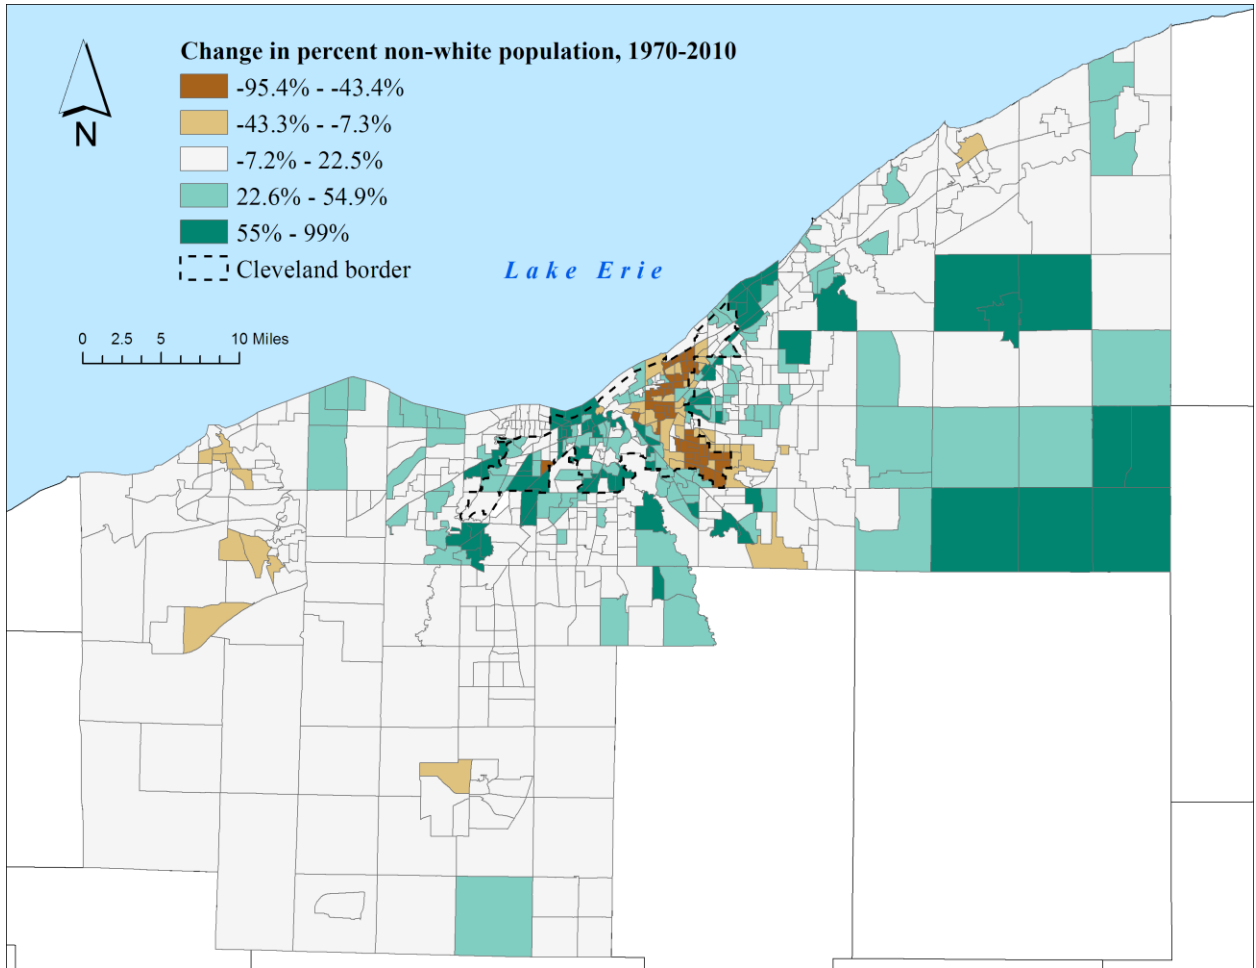 Change in percent non-white population, 1970-2010
-95.4% - -43.4%
-43.3% - -7.3%
-7.2% - 22.5%
22.6% - 54.9%
55% - 99%
Cleveland border
N
Lake Erie
0 2.5 5 10 Miles